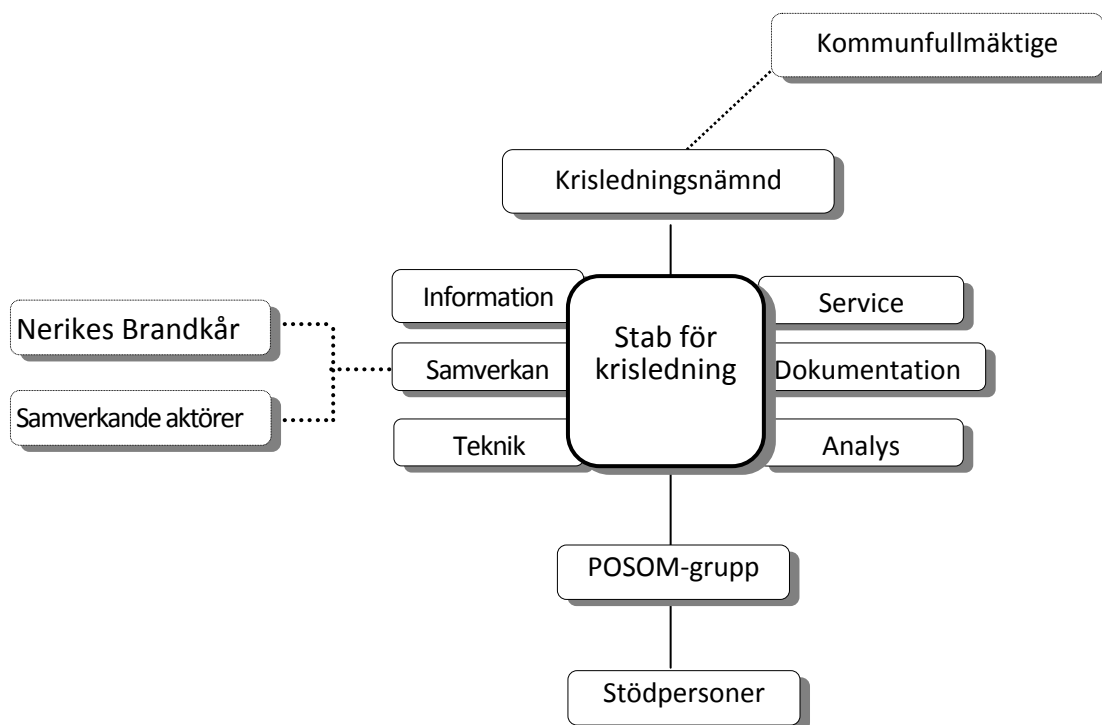 Kommunfullmäktige
Krisledningsnämnd
Information
Service
Nerikes Brandkår
Stab för
krisledning
Samverkan
Dokumentation
Samverkande aktörer
Teknik
Analys
POSOM-grupp
Stödpersoner